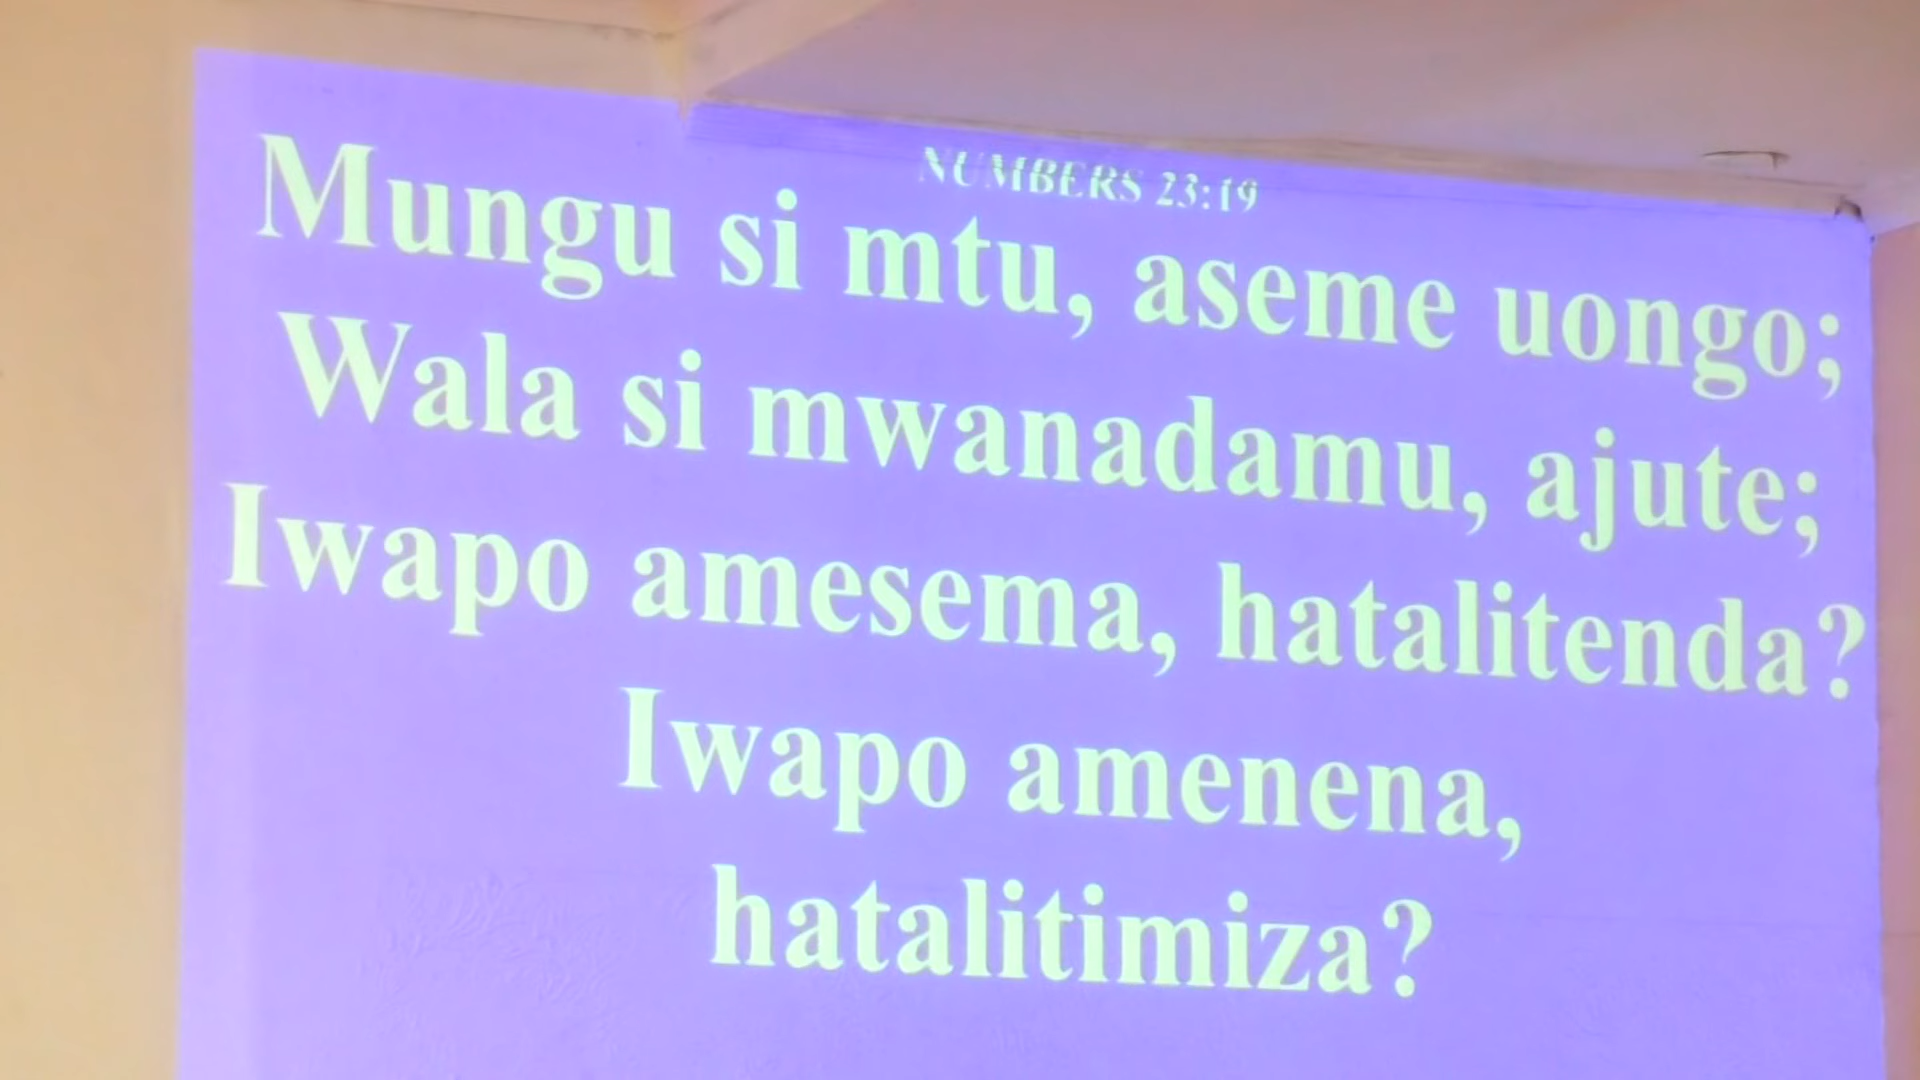 NUMBERS 23:19
Mungu si mtu, aseme uongo;
Wala si mwanadamu, ajute;
Iwapo amesema, hatalitenda?
Iwapo amenena,
hatalitimiza?